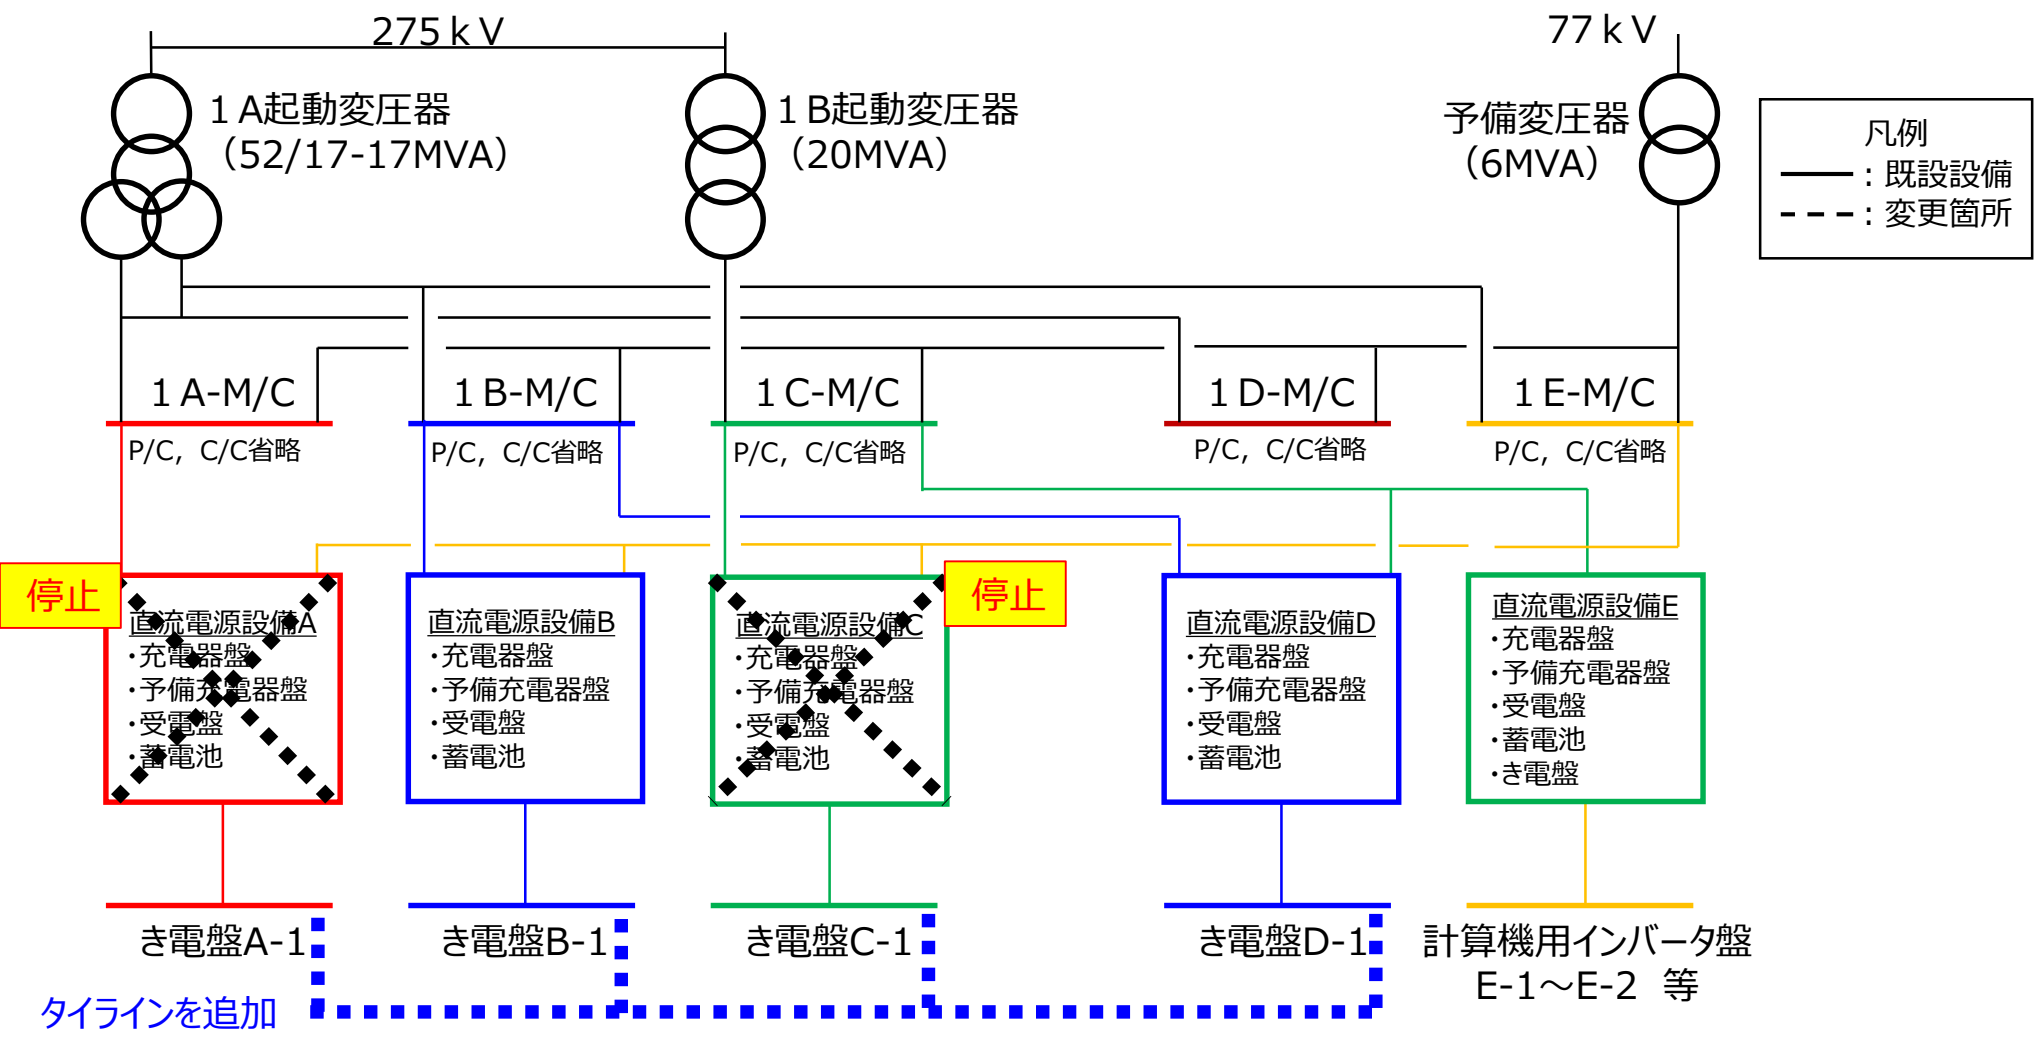 275ｋＶ
77ｋＶ
１A起動変圧器
（52/17-17MVA）
１B起動変圧器
（20MVA）
予備変圧器
（6MVA）
凡例
：既設設備
：変更箇所
１A-M/C
１B-M/C
１C-M/C
１D-M/C
１E-M/C
P/C，C/C省略
P/C，C/C省略
P/C，C/C省略
P/C，C/C省略
P/C，C/C省略
停止
直流電源設備A
・充電器盤
・予備充電器盤
・受電盤
・蓄電池
直流電源設備B
・充電器盤
・予備充電器盤
・受電盤
・蓄電池
停止
直流電源設備C
・充電器盤
・予備充電器盤
・受電盤
・蓄電池
直流電源設備D
・充電器盤
・予備充電器盤
・受電盤
・蓄電池
直流電源設備E
・充電器盤
・予備充電器盤
・受電盤
・蓄電池
・き電盤
き電盤A-1
き電盤B-1
き電盤C-1
き電盤D-1
計算機用インバータ盤
E-1～E-2　等
タイラインを追加